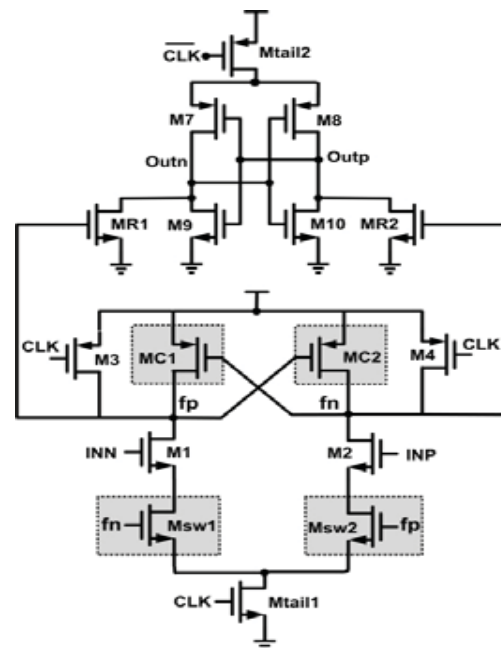 CLK Mtail2
M7 M8
Outn Outp
MR1 M9 M10 MR2
CLK M3 MC1 MC2 M4 CLK
fp fn
INN M1 M2 INP
fn Msw1 Msw2 fp
CLK Mtail1